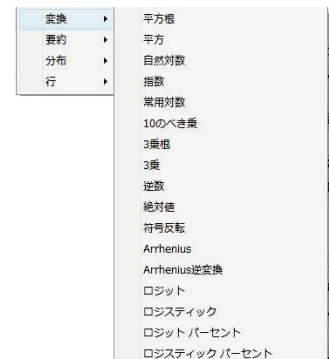 変換
要約
分布
行
平方根
平方
自然対数
指数
常用対数
10のべき乗
3乗根
3乗
逆数
絶対値
符号反転
Arrhenius
Arrhenius逆変換
ロジット
ロジスティック
ロジット パーセント
ロジスティック パーセント